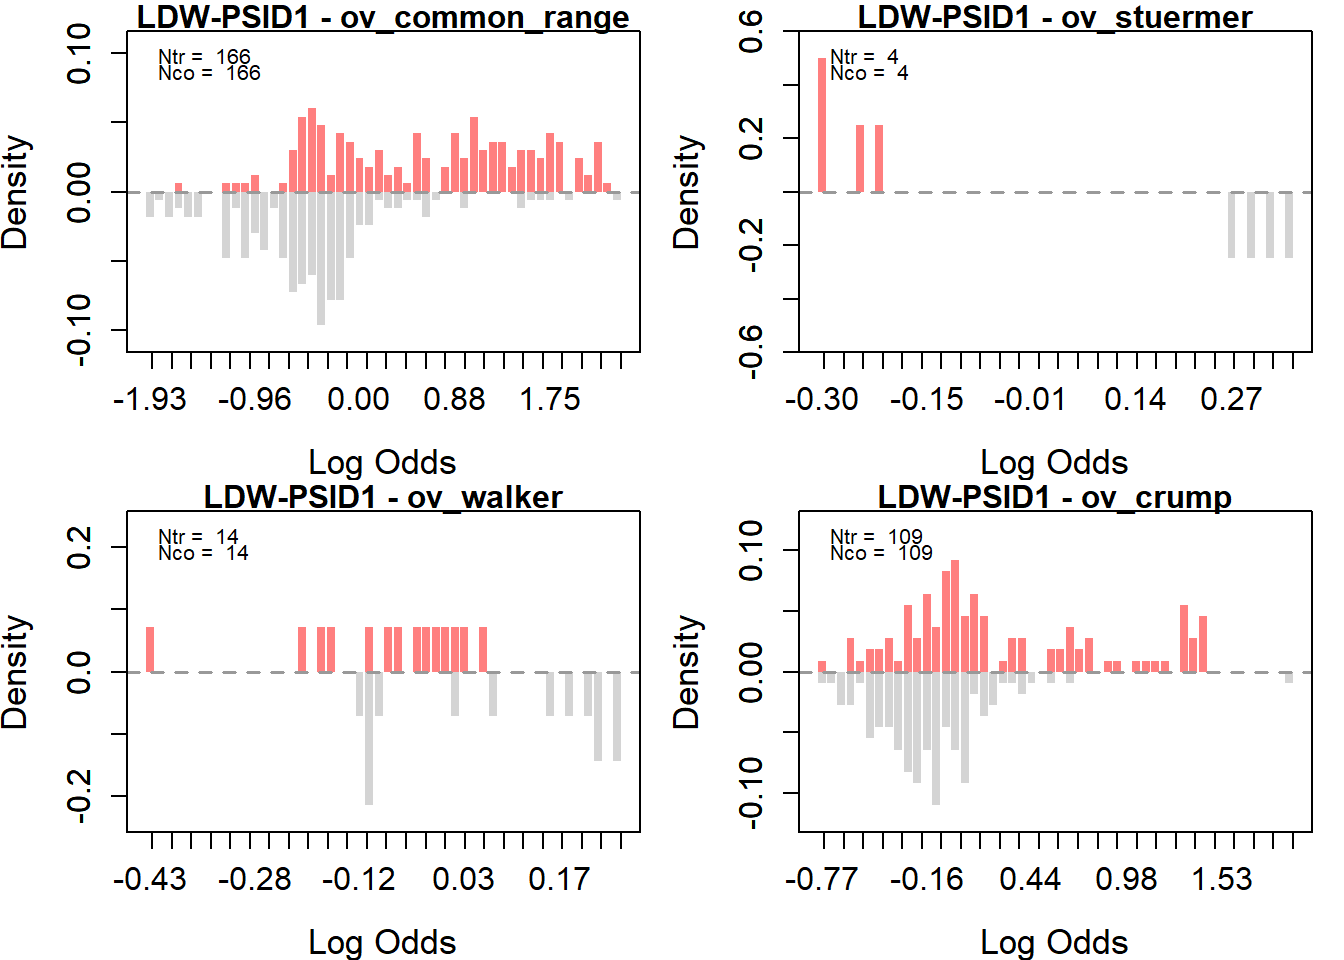 LDW-PSID1 - ov_common_range
Ntr = 166
Nco = 166
Density
0.10
0.00
-0.10
-1.93 -0.96 0.00 0.88 1.75
Log Odds
LDW-PSID1 - ov_stuermer
Ntr = 4
Nco = 4
Density
0.6
0.2
-0.2
-0.6
-0.30 -0.15 -0.01 0.14 0.27
Log Odds
LDW-PSID1 - ov_walker
Ntr = 14
Nco = 14
Density
0.2
0.0
-0.2
-0.43 -0.28 -0.12 0.03 0.17
Log Odds
LDW-PSID1 - ov_crump
Ntr = 109
Nco = 109
Density
0.10
0.00
-0.10
-0.77 -0.16 0.44 0.98 1.53
Log Odds